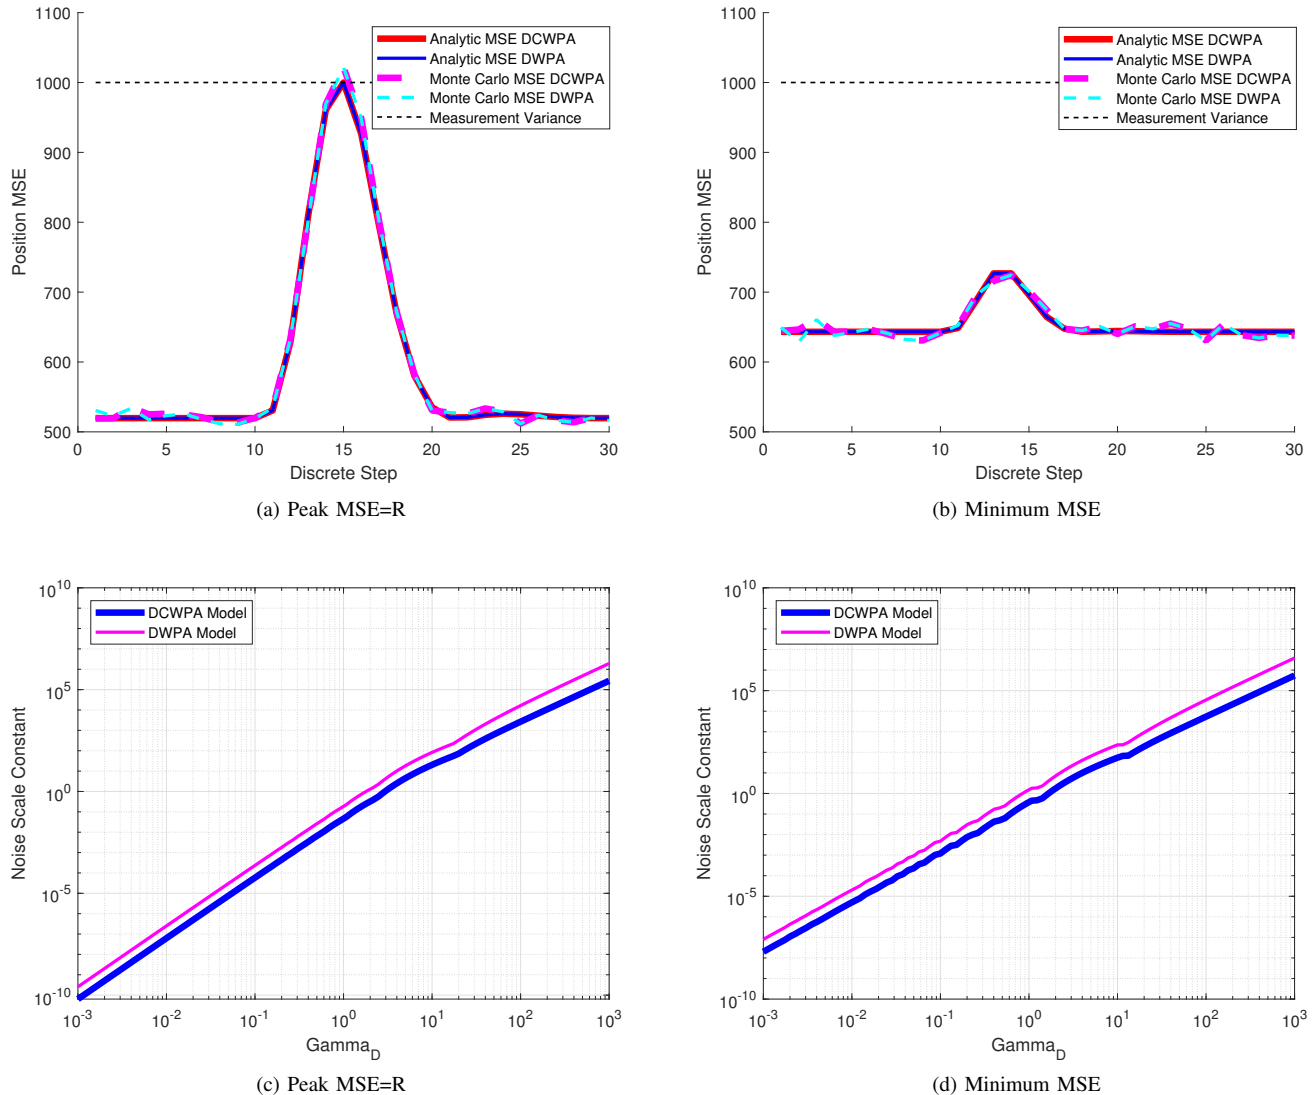 1100
1000
900
800
700
600
500
0
5
10
15
20
25
30
Position MSE
Discrete Step
Analytic MSE DCWPA
Analytic MSE DWPA
Monte Carlo MSE DCWPA
Monte Carlo MSE DWPA
Measurement Variance
(a) Peak MSE=R
1100
1000
900
800
700
600
500
0
5
10
15
20
25
30
Position MSE
Discrete Step
Analytic MSE DCWPA
Analytic MSE DWPA
Monte Carlo MSE DCWPA
Monte Carlo MSE DWPA
Measurement Variance
(b) Minimum MSE
10^10
10^5
10^0
10^-5
10^-10
10^-3
10^-2
10^-1
10^0
10^1
10^2
10^3
Noise Scale Constant
Gamma_D
DCWPA Model
DWPA Model
(c) Peak MSE=R
10^10
10^5
10^0
10^-5
10^-10
10^-3
10^-2
10^-1
10^0
10^1
10^2
10^3
Noise Scale Constant
Gamma_D
DCWPA Model
DWPA Model
(d) Minimum MSE